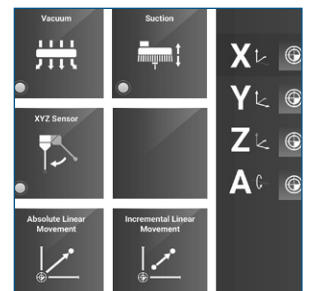 Vacuum
Suction
XYZ Sensor
Absolute Linear
Movement
Incremental Linear
Movement
X
Y
Z
A